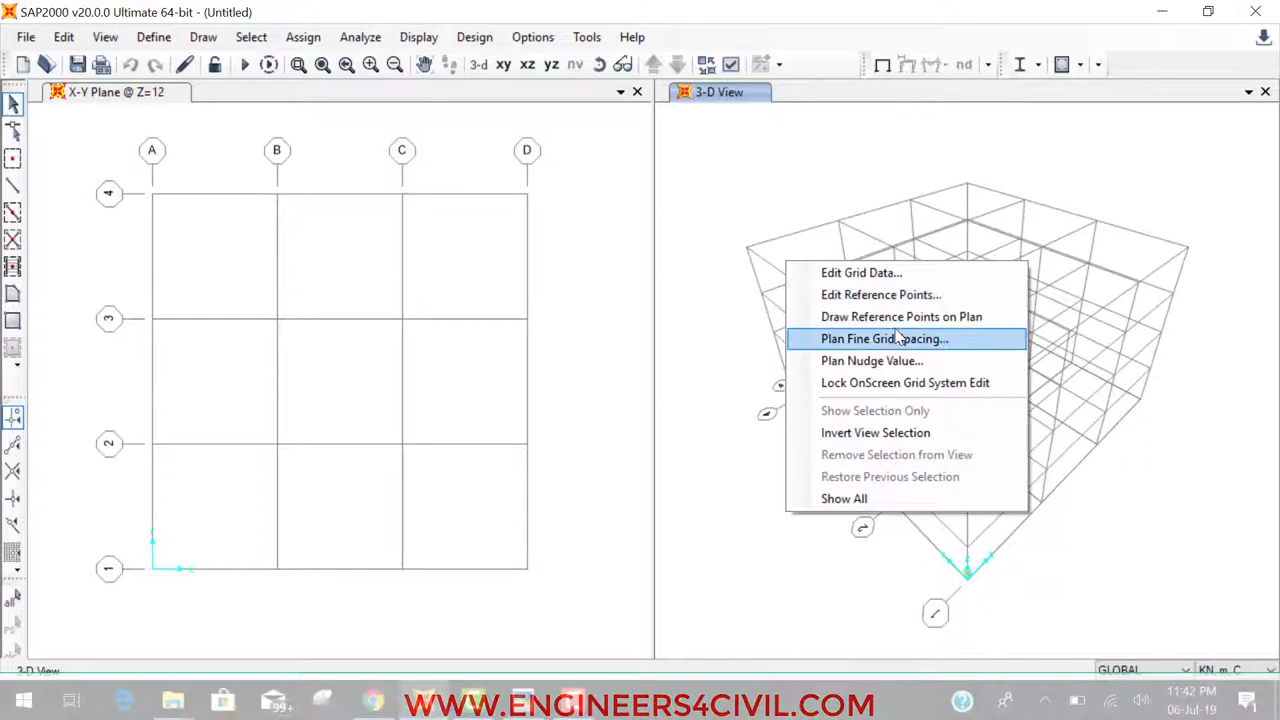 SAP2000 v20.0.0 Ultimate 64-bit - (Untitled)
File Edit View Define Draw Select Assign Analyze Display Design Options Tools Help
3-d xy xz yz nv nd
X-Y Plane @ Z=12
3-D View
A B C D
4
3
2
1
Edit Grid Data...
Edit Reference Points...
Draw Reference Points on Plan
Plan Fine Grid Spacing...
Plan Nudge Value...
Lock OnScreen Grid System Edit
Show Selection Only
Invert View Selection
Remove Selection from View
Restore Previous Selection
Show All
X
all
3-D View
GLOBAL
KN, m, C
99+
WWW.ENGINEERS4CIVIL.COM
11:42 PM
06-Jul-19
1